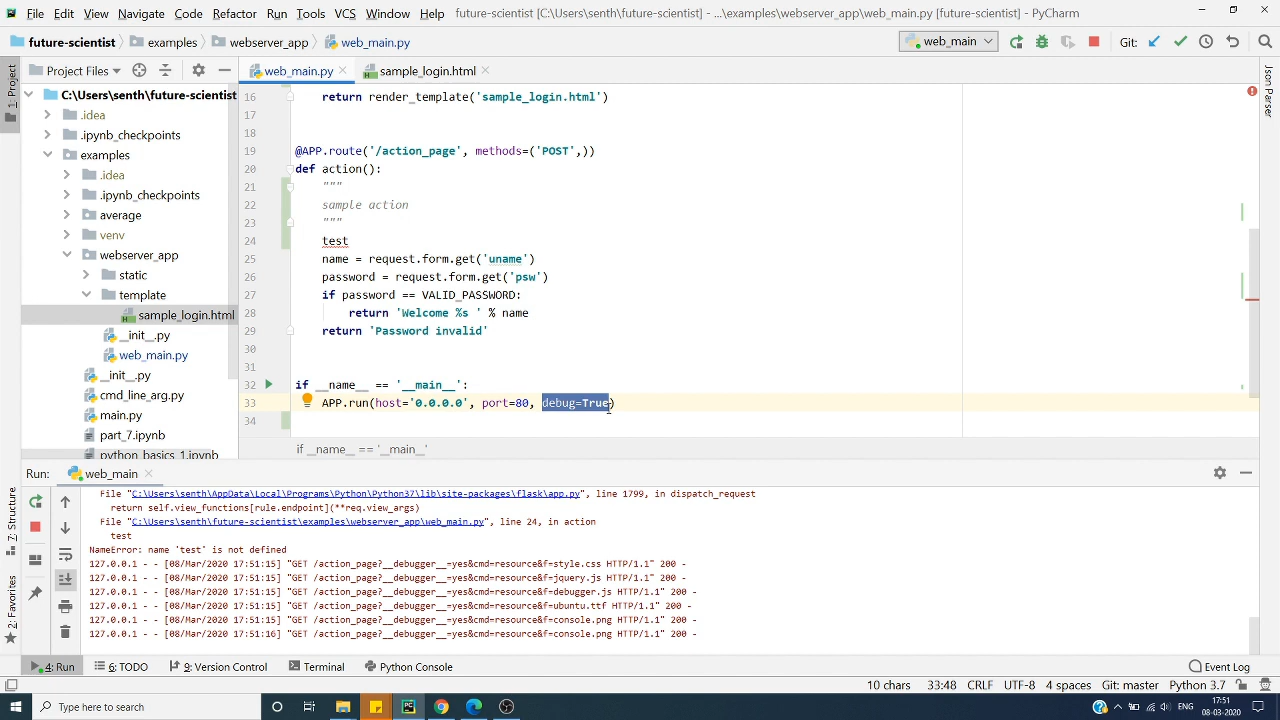 File Edit View Navigate Code Refactor Run Tools VCS Window Help future-scientist [C:\Users\senth\future-scientist] - ...\examples\webserver_app\web_main.py [future-scientist] - PyCharm
future-scientist examples webserver_app web_main.py web_main Git:
1: Project Project Files web_main.py sample_login.html Json Parser
C:\Users\senth\future-scientist
.idea
.ipynb_checkpoints
examples
.idea
.ipynb_checkpoints
average
venv
webserver_app
static
template
sample_login.html
__init__.py
web_main.py
__init__.py
cmd_line_arg.py
main.py
part_7.ipynb
python_basics_1.ipynb
16 return render_template('sample_login.html')
17
18
19 @APP.route('/action_page', methods=('POST',))
20 def action():
21 """
22 sample action
23 """
24 test
25 name = request.form.get('uname')
26 password = request.form.get('psw')
27 if password == VALID_PASSWORD:
28 return 'Welcome %s ' % name
29 return 'Password invalid'
30
31
32 if __name__ == '__main__':
33 APP.run(host='0.0.0.0', port=80, debug=True)
34
if __name__ == '__main__'
Run: web_main
File "C:\Users\senth\AppData\Local\Programs\Python\Python37\lib\site-packages\flask\app.py", line 1799, in dispatch_request
return self.view_functions[rule.endpoint](**req.view_args)
File "C:\Users\senth\future-scientist\examples\webserver_app\web_main.py", line 24, in action
test
NameError: name 'test' is not defined
127.0.0.1 - - [08/Mar/2020 17:51:15] "GET /action_page?__debugger__=yes&cmd=resource&f=style.css HTTP/1.1" 200 -
127.0.0.1 - - [08/Mar/2020 17:51:15] "GET /action_page?__debugger__=yes&cmd=resource&f=jquery.js HTTP/1.1" 200 -
127.0.0.1 - - [08/Mar/2020 17:51:15] "GET /action_page?__debugger__=yes&cmd=resource&f=debugger.js HTTP/1.1" 200 -
127.0.0.1 - - [08/Mar/2020 17:51:15] "GET /action_page?__debugger__=yes&cmd=resource&f=ubuntu.ttf HTTP/1.1" 200 -
127.0.0.1 - - [08/Mar/2020 17:51:15] "GET /action_page?__debugger__=yes&cmd=resource&f=console.png HTTP/1.1" 200 -
127.0.0.1 - - [08/Mar/2020 17:51:16] "GET /action_page?__debugger__=yes&cmd=resource&f=console.png HTTP/1.1" 200 -
Z: Structure
2: Favorites
4: Run 6: TODO 9: Version Control Terminal Python Console Event Log
10 chars 33:48 CRLF UTF-8 4 spaces Git: master Python 3.7
Type here to search 17:51
08-03-2020